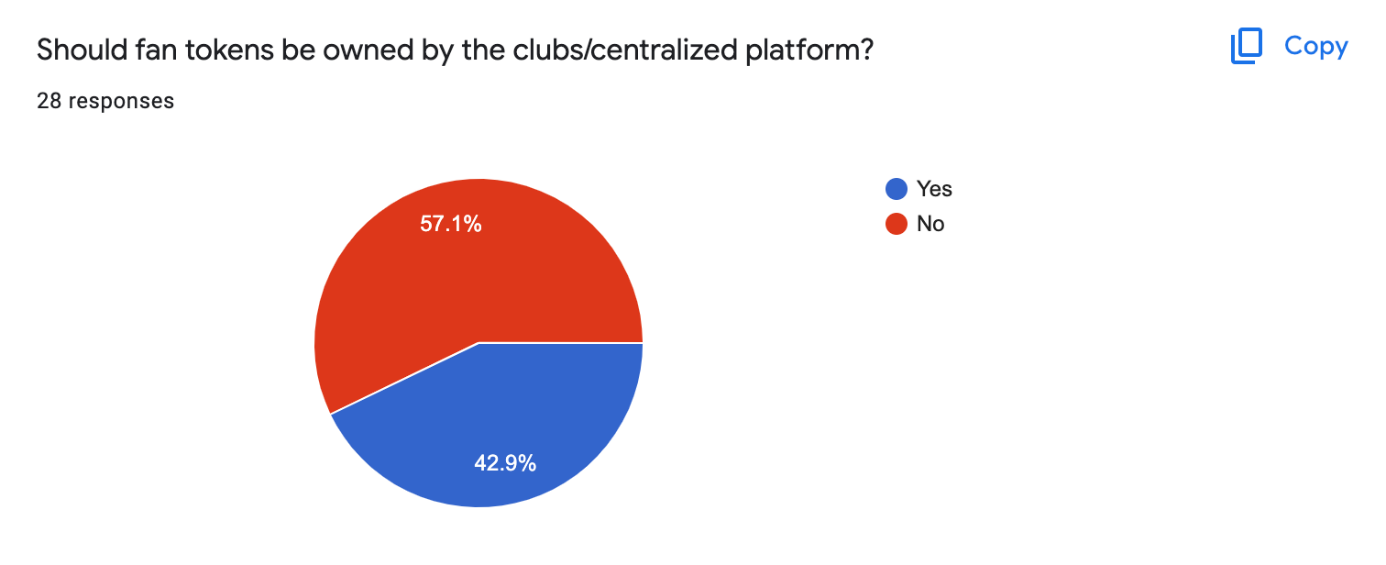 Should fan tokens be owned by the clubs/centralized platform?
Copy
28 responses
Yes
No
57.1%
42.9%